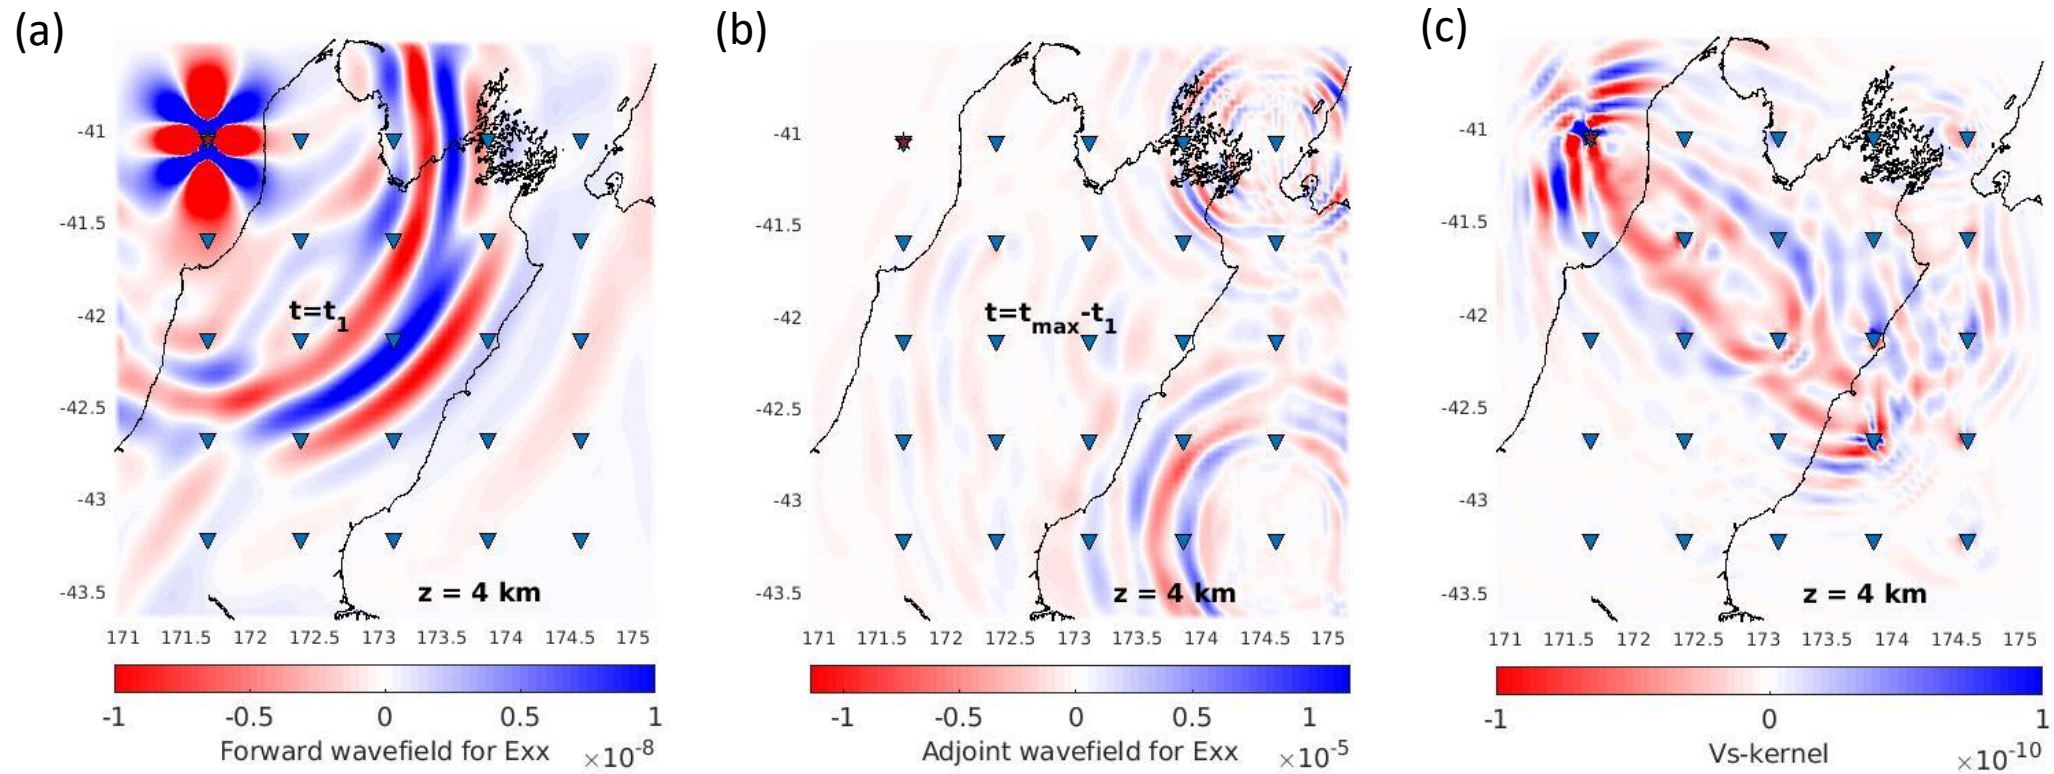 (a)
-41
-41.5
-42
-42.5
-43
-43.5
t=t1
z = 4 km
171 171.5 172 172.5 173 173.5 174 174.5 175
-1 -0.5 0 0.5 1
Forward wavefield for Exx ×10-8
(b)
-41
-41.5
-42
-42.5
-43
-43.5
t=tmax-t1
z = 4 km
171 171.5 172 172.5 173 173.5 174 174.5 175
-1 -0.5 0 0.5 1
Adjoint wavefield for Exx ×10-5
(c)
-41
-41.5
-42
-42.5
-43
-43.5
z = 4 km
171 171.5 172 172.5 173 173.5 174 174.5 175
-1 0 1
Vs-kernel ×10-10